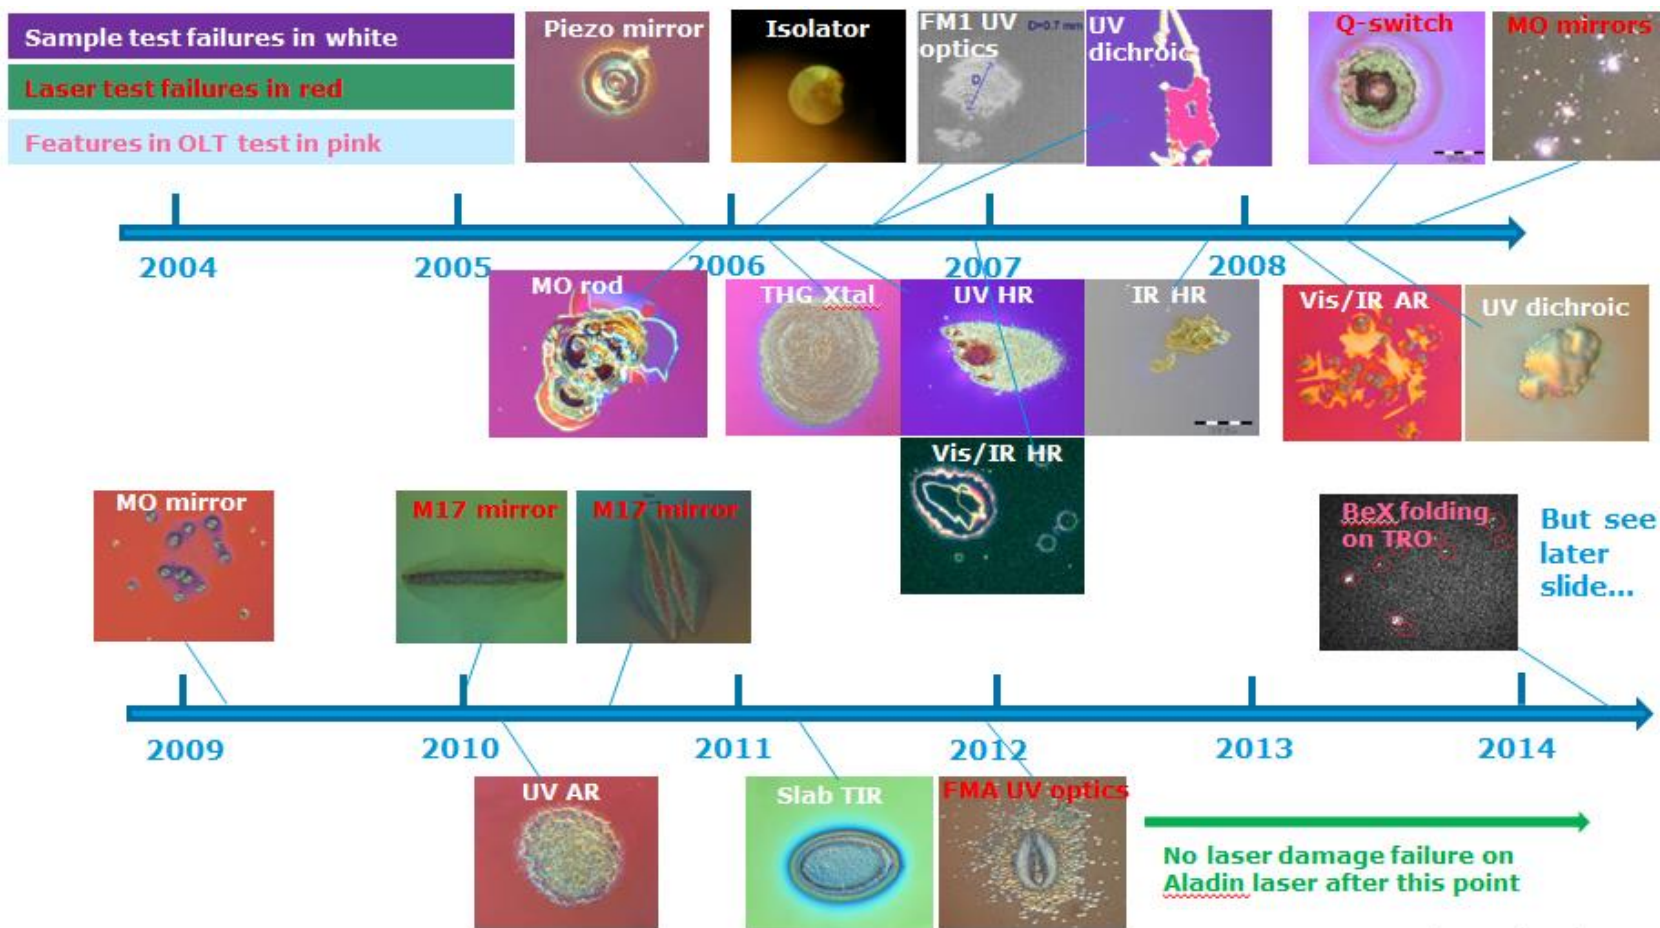 Sample test failures in white
Laser test failures in red
Features in OLT test in pink
Piezo mirror
Isolator
FM1 UV
optics
D=0.7 mm
D
UV
dichroic
Q-switch
MO mirrors
2004
2005
2006
2007
2008
MO rod
THG Xtal
UV HR
IR HR
Vis/IR AR
UV dichroic
Vis/IR HR
MO mirror
M17 mirror
M17 mirror
BeX folding
on TRO
But see
later
slide...
2009
2010
2011
2012
2013
2014
UV AR
Slab TIR
FMA UV optics
No laser damage failure on
Aladin laser after this point